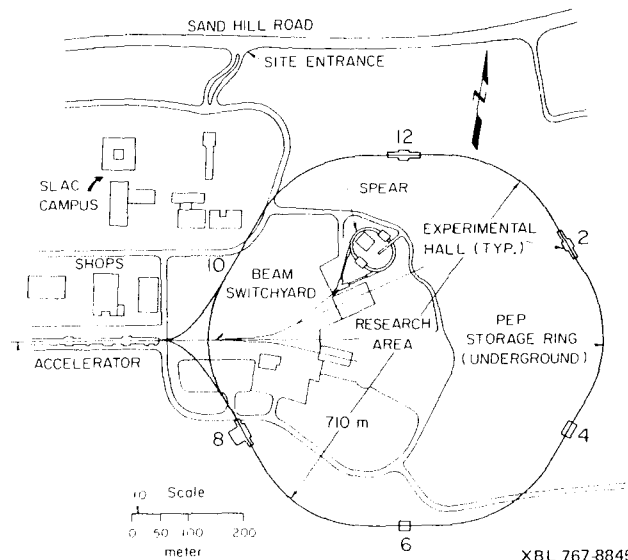 SAND HILL ROAD
SITE ENTRANCE
N
12
SLAC
CAMPUS
SPEAR
EXPERIMENTAL
HALL (TYP.)
2
SHOPS
10
BEAM
SWITCHYARD
RESEARCH
AREA
PEP
STORAGE RING
(UNDERGROUND)
ACCELERATOR
710 m
8
4
10 Scale
0 50 100 200
meter
6
XBL 767-8849